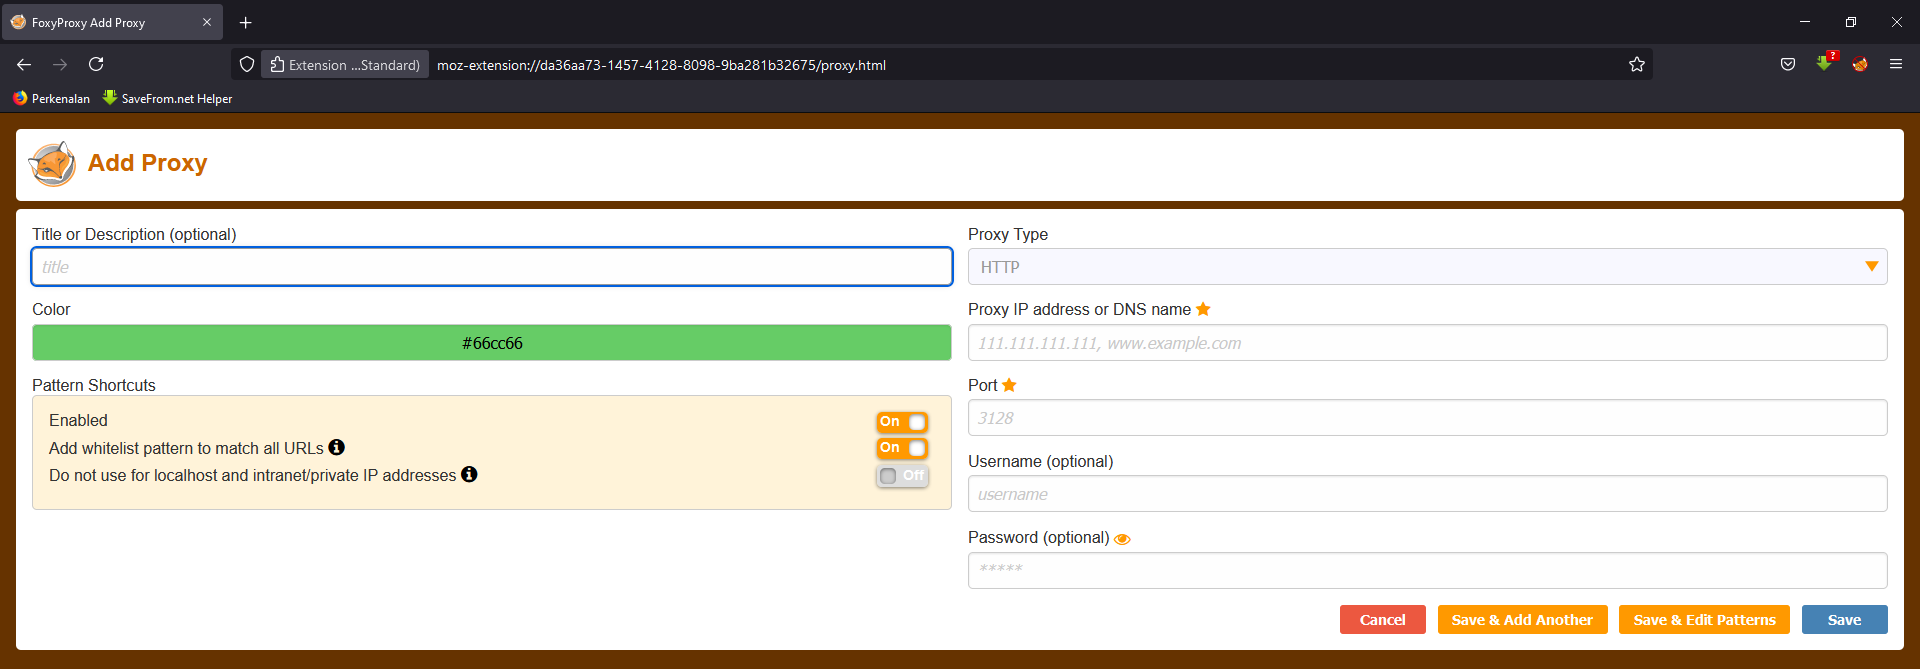 FoxyProxy Add Proxy
Extension ...Standard)
moz-extension://da36aa73-1457-4128-8098-9ba281b32675/proxy.html
?
Perkenalan
SaveFrom.net Helper
Add Proxy
Title or Description (optional)
title
Color
#66cc66
Pattern Shortcuts
Enabled
On
Add whitelist pattern to match all URLs
On
Do not use for localhost and intranet/private IP addresses
Off
Proxy Type
HTTP
Proxy IP address or DNS name
111.111.111.111, www.example.com
Port
3128
Username (optional)
username
Password (optional)
*****
Cancel
Save & Add Another
Save & Edit Patterns
Save